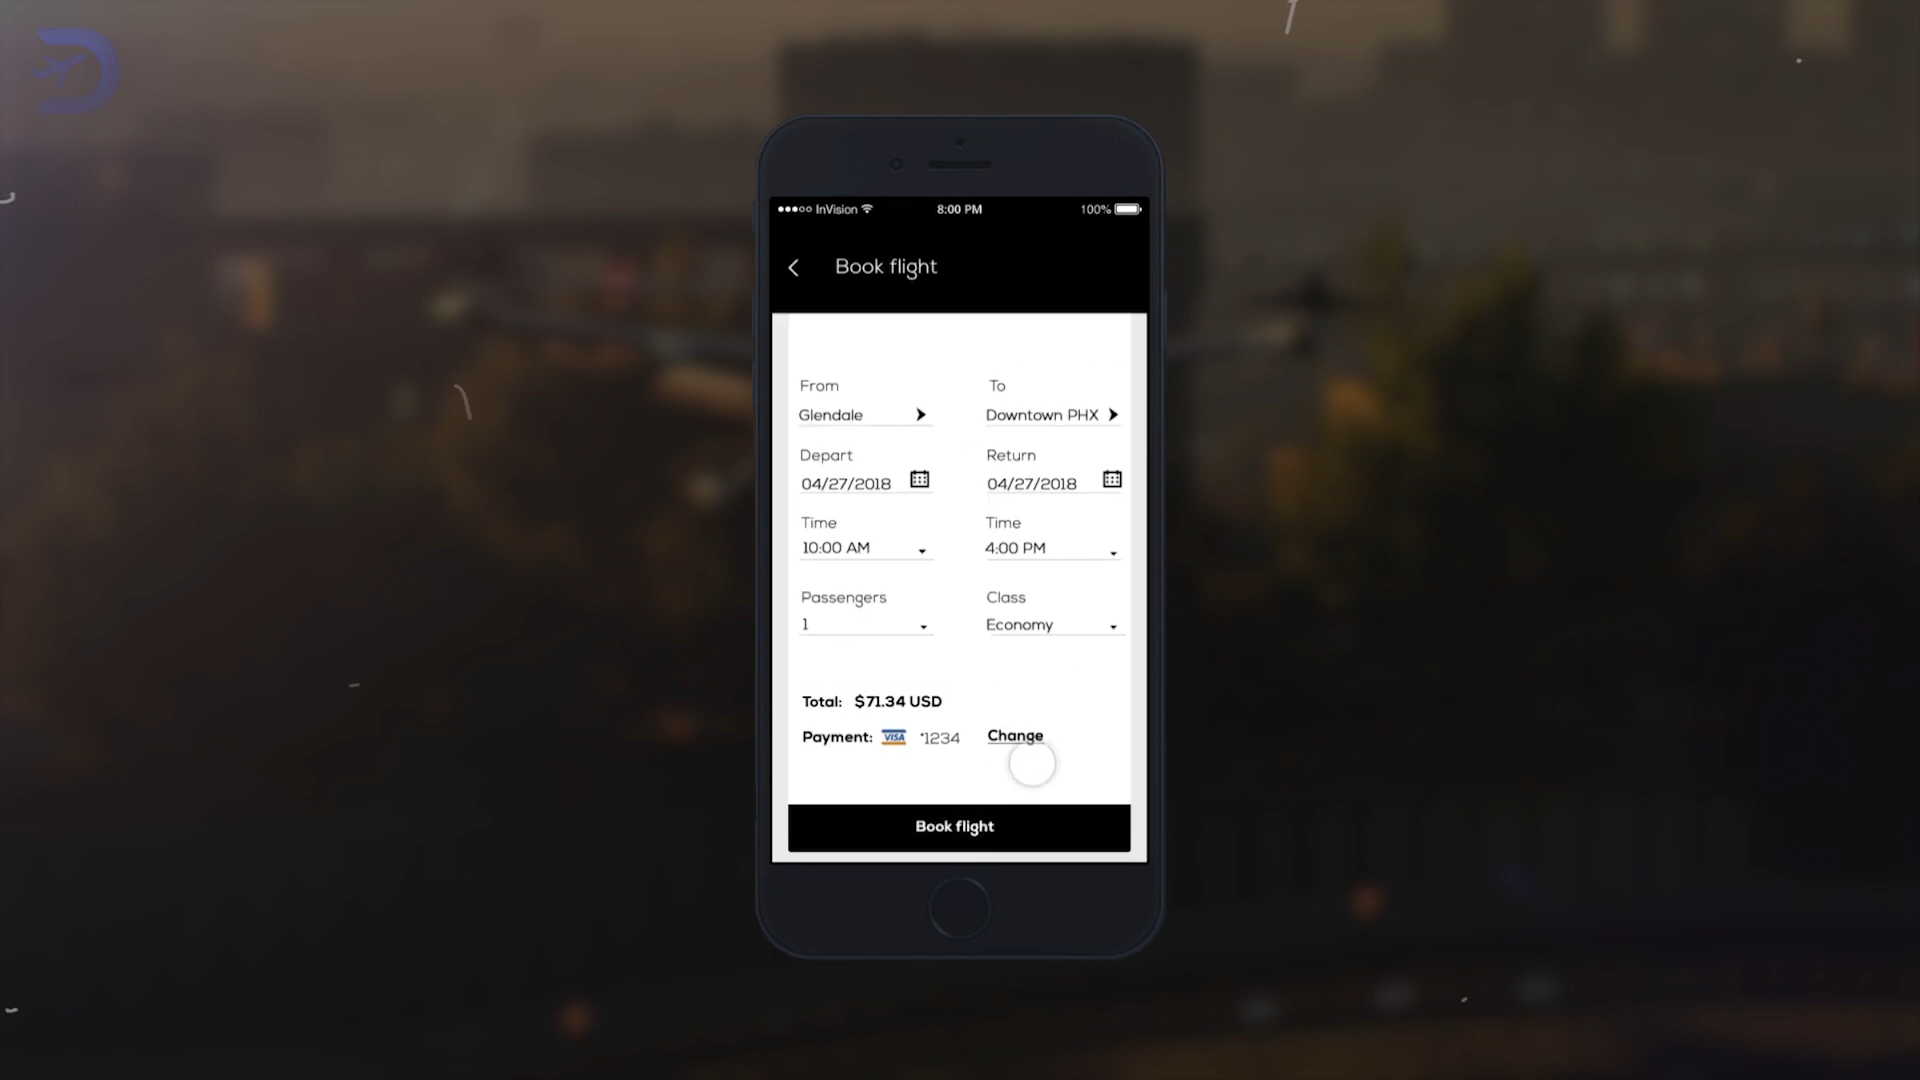 InVision 8:00 PM 100%
Book flight
From To
Glendale Downtown PHX
Depart Return
04/27/2018 04/27/2018
Time Time
10:00 AM 4:00 PM
Passengers Class
1 Economy
Total: $71.34 USD
Payment: VISA *1234 Change
Book flight